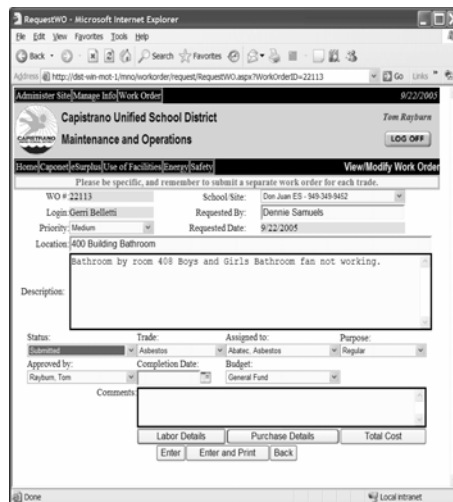 RequestWO - Microsoft Internet Explorer
File Edit View Favorites Tools Help
Back Search Favorites
Address http://dst-win-mot-1/mno/workorder/request/RequestWO.aspx?WorkOrderID=22113 Go Links
Administer Site|Manage Info|Work Order 9/22/2005
Capistrano Unified School District Tom Rayburn
CAPISTRANO Maintenance and Operations LOG OFF
Home|Caponet|eSurplus|Use of Facilities|Energy|Safety| View/Modify Work Order
Please be specific, and remember to submit a separate work order for each trade.
WO # 22113 School/Site: Don Juan ES - 949-349-9452
Login: Gerri Belletti Requested By: Dennie Samuels
Priority: Medium Requested Date: 9/22/2005
Location: 400 Building Bathroom
Description: Bathroom by room 408 Boys and Girls Bathroom fan not working.
Status: Trade: Assigned to: Purpose:
Submitted Asbestos Abatec, Asbestos Regular
Approved by: Completion Date: Budget:
Rayburn, Tom General Fund
Comments:
Labor Details Purchase Details Total Cost
Enter Enter and Print Back
Done Local intranet